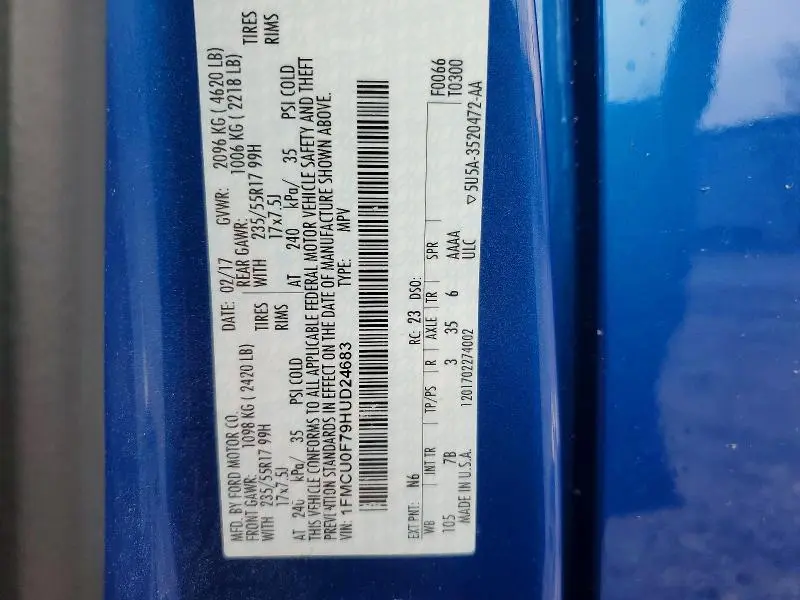 MFD. BY FORD MOTOR CO.
DATE: 02/17 GVWR: 2096 KG ( 4620 LB)
FRONT GAWR: 1098 KG ( 2420 LB)
REAR GAWR: 1006 KG ( 2218 LB)
WITH 235/55R17 99H TIRES
17x7.5J RIMS
AT 240 kPa/ 35 PSI COLD
WITH 235/55R17 99H TIRES
17x7.5J RIMS
AT 240 kPa/ 35 PSI COLD
THIS VEHICLE CONFORMS TO ALL APPLICABLE FEDERAL MOTOR VEHICLE SAFETY AND THEFT
PREVENTION STANDARDS IN EFFECT ON THE DATE OF MANUFACTURE SHOWN ABOVE.
VIN: 1FMCU0F79HUD24683
TYPE: MPV
EXT PNT: N6 RC: 23 DSO:
F0066
T0300
WB INT TR TP/PS R AXLE TR SPR
105 7B 3 35 6 AAAA
ULC
MADE IN U.S.A. 1201702274002
▽5U5A-3520472-AA